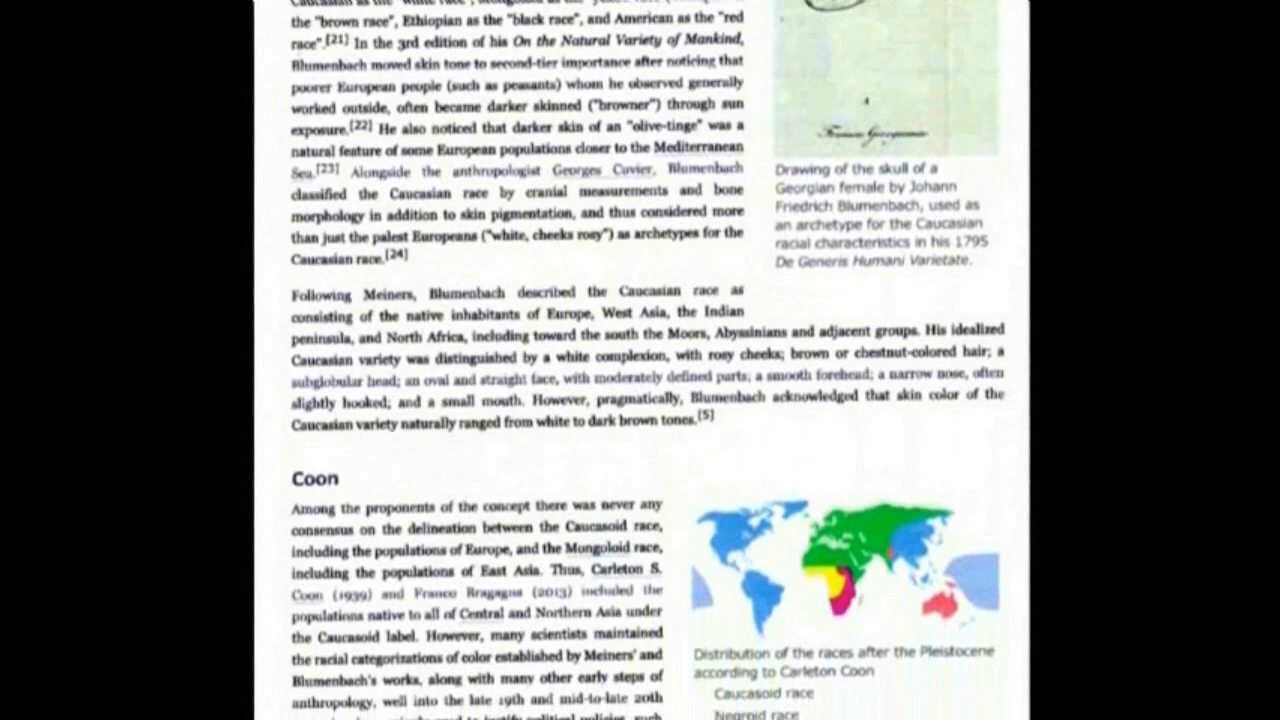 the "brown race", Ethiopian as the "black race", and American as the "red
race".[21] In the 3rd edition of his On the Natural Variety of Mankind,
Blumenbach moved skin tone to second-tier importance after noticing that
poorer European people (such as peasants) whom he observed generally
worked outside, often became darker skinned ("browner") through sun
exposure.[22] He also noticed that darker skin of an "olive-tinge" was a
natural feature of some European populations closer to the Mediterranean
Sea.[23] Alongside the anthropologist Georges Cuvier, Blumenbach
classified the Caucasian race by cranial measurements and bone
morphology in addition to skin pigmentation, and thus considered more
than just the palest Europeans ("white, cheeks rosy") as archetypes for the
Caucasian race.[24]
Drawing of the skull of a
Georgian female by Johann
Friedrich Blumenbach, used as
an archetype for the Caucasian
racial characteristics in his 1795
De Generis Humani Varietate.
Following Meiners, Blumenbach described the Caucasian race as
consisting of the native inhabitants of Europe, West Asia, the Indian
peninsula, and North Africa, including toward the south the Moors, Abyssinians and adjacent groups. His idealized
Caucasian variety was distinguished by a white complexion, with rosy cheeks; brown or chestnut-colored hair; a
subglobular head; an oval and straight face, with moderately defined parts; a smooth forehead; a narrow nose, often
slightly hooked; and a small mouth. However, pragmatically, Blumenbach acknowledged that skin color of the
Caucasian variety naturally ranged from white to dark brown tones.[5]
Coon
Among the proponents of the concept there was never any
consensus on the delineation between the Caucasoid race,
including the populations of Europe, and the Mongoloid race,
including the populations of East Asia. Thus, Carleton S.
Coon (1939) and Franco Bragagna (2013) included the
populations native to all of Central and Northern Asia under
the Caucasoid label. However, many scientists maintained
the racial categorizations of color established by Meiners' and
Blumenbach's works, along with many other early steps of
anthropology, well into the late 19th and mid-to-late 20th
Distribution of the races after the Pleistocene
according to Carleton Coon
Caucasoid race
Negroid race